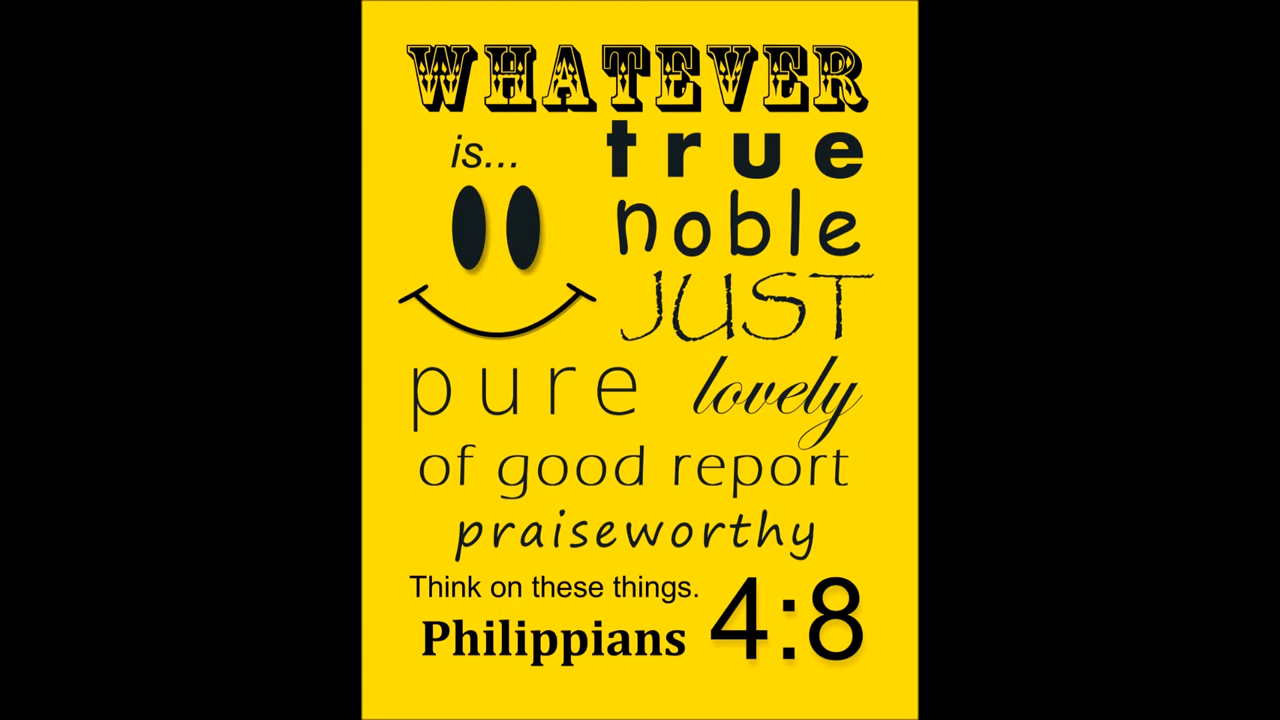 WHATEVER
is... true
noble
JUST
pure lovely
of good report
praiseworthy
Think on these things.
Philippians 4:8